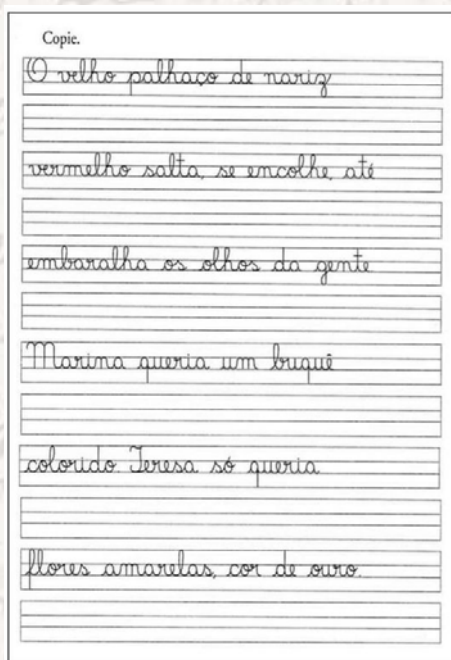 Copie.
O velho palhaço de nariz
vermelho salta, se encolhe, até
embaralha os olhos da gente
Marina queria um buquê
colorido. Teresa só queria
flores amarelas, cor de ouro.